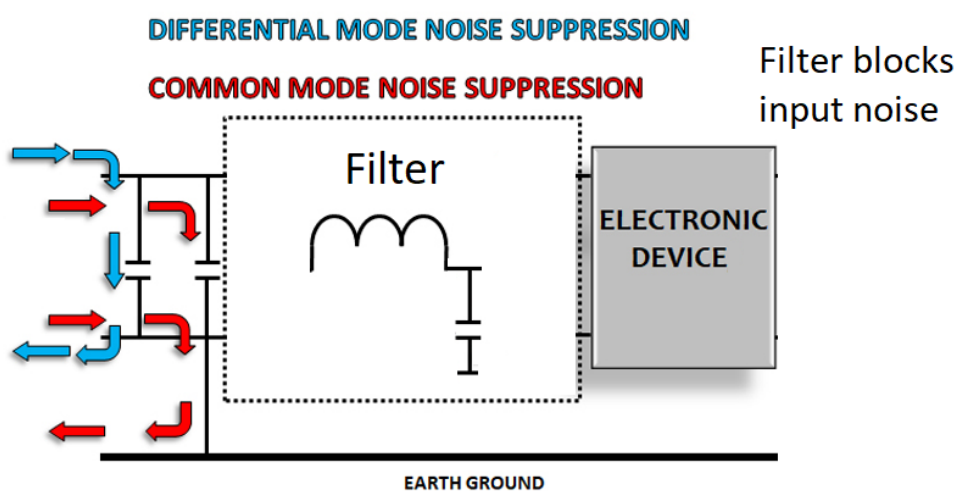 DIFFERENTIAL MODE NOISE SUPPRESSION
COMMON MODE NOISE SUPPRESSION
Filter blocks
input noise
Filter
ELECTRONIC
DEVICE
EARTH GROUND